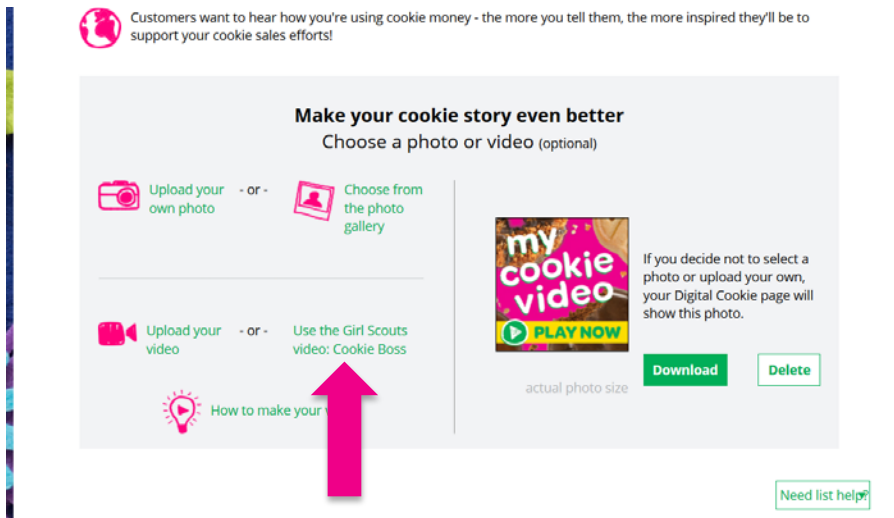 Customers want to hear how you're using cookie money - the more you tell them, the more inspired they'll be to
support your cookie sales efforts!
Make your cookie story even better
Choose a photo or video (optional)
Upload your
own photo
- or -
Choose from
the photo
gallery
Upload your
video
- or -
Use the Girl Scouts
video: Cookie Boss
How to make your
my
cookie
video
PLAY NOW
actual photo size
If you decide not to select a
photo or upload your own,
your Digital Cookie page will
show this photo.
Download
Delete
Need list help?